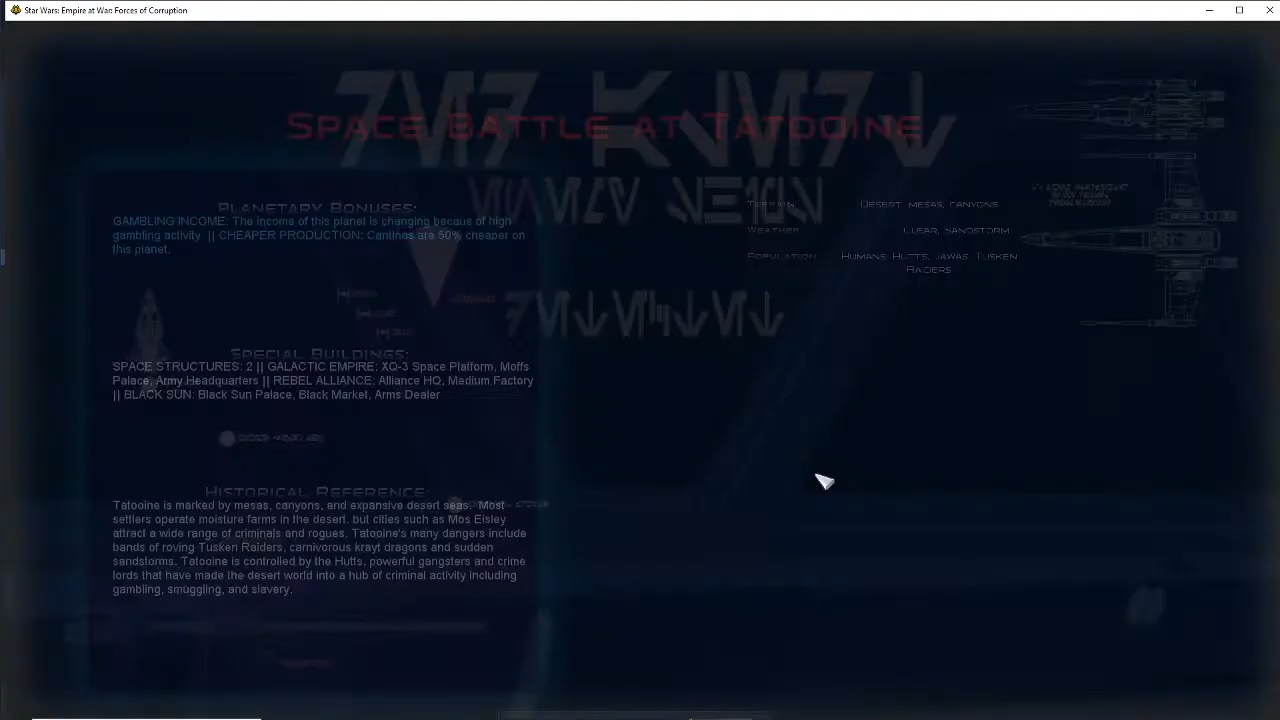 Star Wars: Empire at War: Forces of Corruption
Space Battle at Tatooine
Planetary Bonuses:
GAMBLING INCOME: The income of this planet is changing becaus of high
gambling activity. || CHEAPER PRODUCTION: Cantinas are 50% cheaper on
this planet.
Terrain Desert, mesas, canyons
Weather Clear, Sandstorm
Population Humans, Hutts, Jawas, Tusken
Raiders
Special Buildings:
SPACE STRUCTURES: 2 || GALACTIC EMPIRE: XQ-3 Space Platform, Moffs
Palace, Army Headquarters || REBEL ALLIANCE: Alliance HQ, Medium Factory
|| BLACK SUN: Black Sun Palace, Black Market, Arms Dealer
Historical Reference:
Tatooine is marked by mesas, canyons, and expansive desert seas. Most
settlers operate moisture farms in the desert, but cities such as Mos Eisley
attract a wide range of criminals and rogues. Tatooine's many dangers include
bands of roving Tusken Raiders, carnivorous krayt dragons and sudden
sandstorms. Tatooine is controlled by the Hutts, powerful gangsters and crime
lords that have made the desert world into a hub of criminal activity including
gambling, smuggling, and slavery.